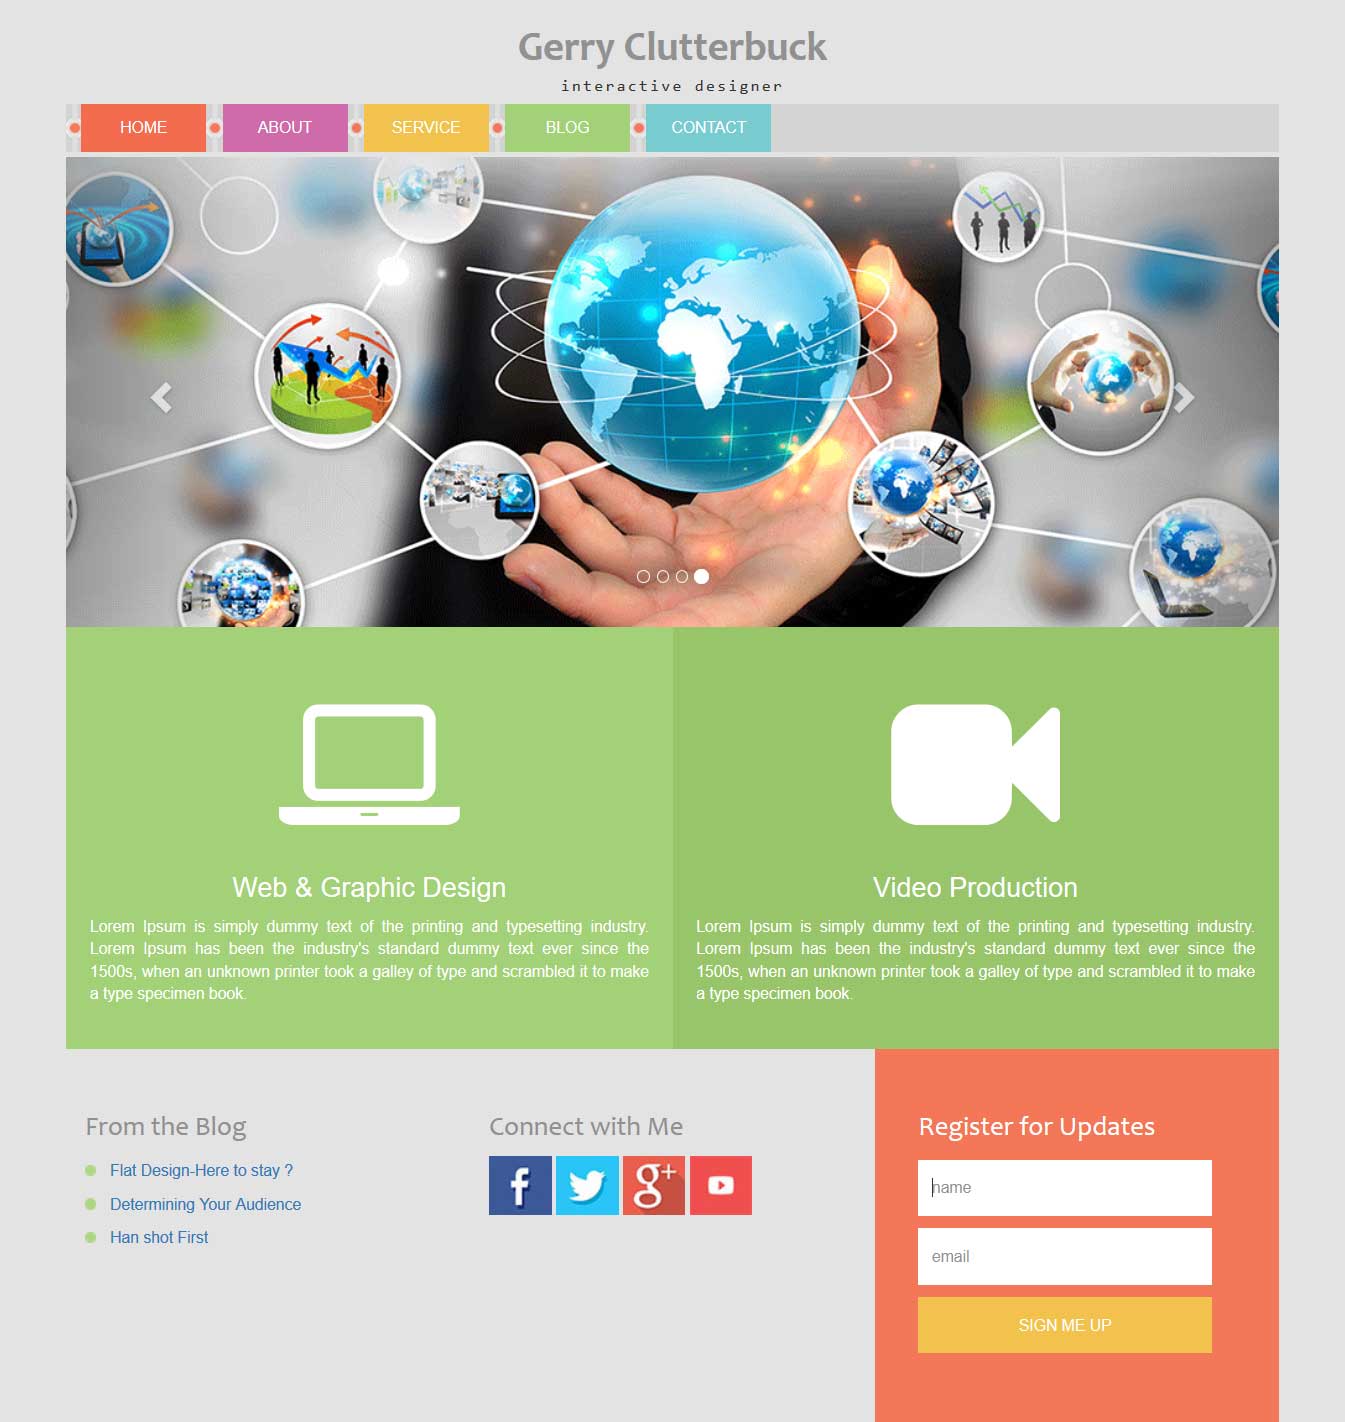 Gerry Clutterbuck
interactive designer
HOME ABOUT SERVICE BLOG CONTACT
Web & Graphic Design
Lorem Ipsum is simply dummy text of the printing and typesetting industry.
Lorem Ipsum has been the industry's standard dummy text ever since the
1500s, when an unknown printer took a galley of type and scrambled it to make
a type specimen book.
Video Production
Lorem Ipsum is simply dummy text of the printing and typesetting industry.
Lorem Ipsum has been the industry's standard dummy text ever since the
1500s, when an unknown printer took a galley of type and scrambled it to make
a type specimen book.
From the Blog
Flat Design-Here to stay ?
Determining Your Audience
Han shot First
Connect with Me
f
g+
Register for Updates
name
email
SIGN ME UP